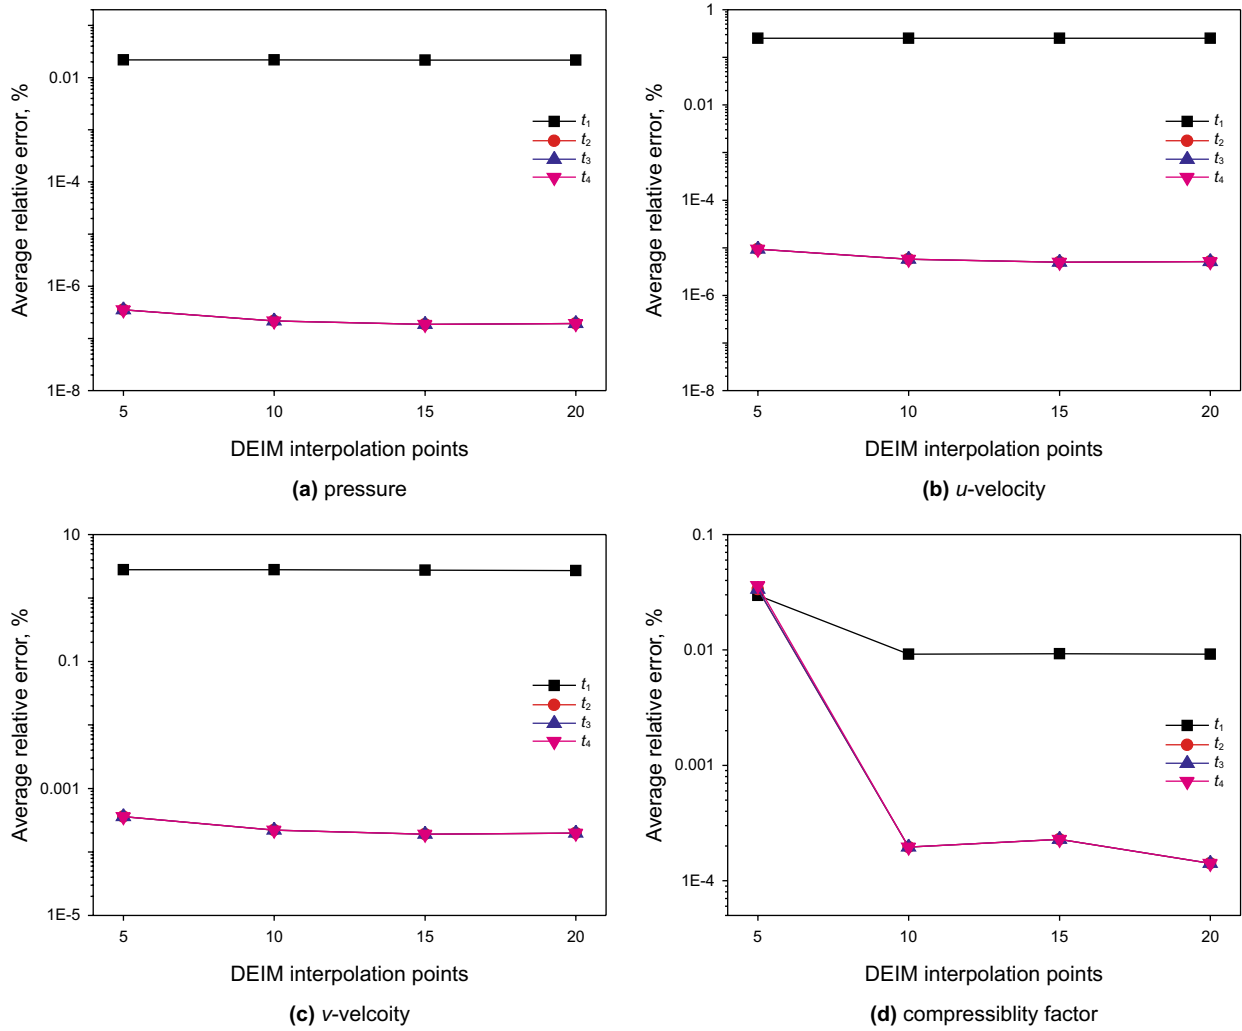 Average relative error, %
0.01
1E-4
1E-6
1E-8
5
10
15
20
t1
t2
t3
t4
DEIM interpolation points
(a) pressure
Average relative error, %
1
0.01
1E-4
1E-6
1E-8
5
10
15
20
t1
t2
t3
t4
DEIM interpolation points
(b) u-velocity
Average relative error, %
10
0.1
0.001
1E-5
5
10
15
20
t1
t2
t3
t4
DEIM interpolation points
(c) v-velcoity
Average relative error, %
0.1
0.01
0.001
1E-4
5
10
15
20
t1
t2
t3
t4
DEIM interpolation points
(d) compressiblity factor